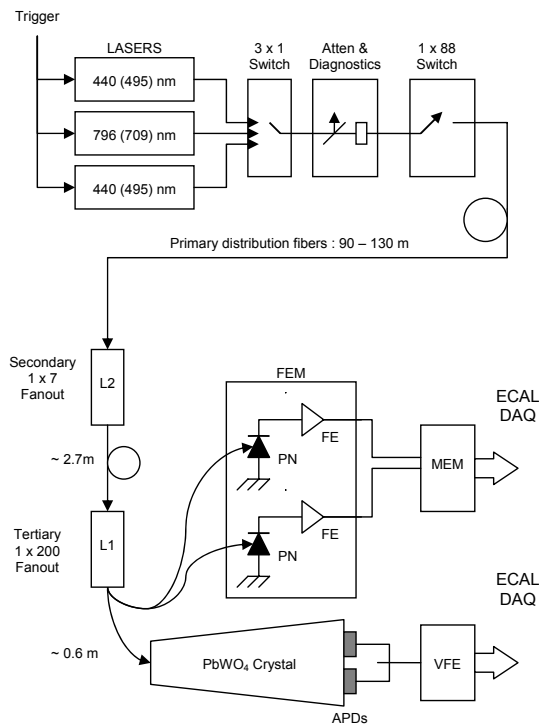 Trigger
LASERS
3 x 1
Switch
Atten &
Diagnostics
1 x 88
Switch
440 (495) nm
796 (709) nm
440 (495) nm
Primary distribution fibers : 90 – 130 m
Secondary
1 x 7
Fanout
L2
~ 2.7m
Tertiary
1 x 200
Fanout
L1
FEM
FE
PN
FE
PN
MEM
ECAL
DAQ
~ 0.6 m
PbWO4 Crystal
APDs
VFE
ECAL
DAQ